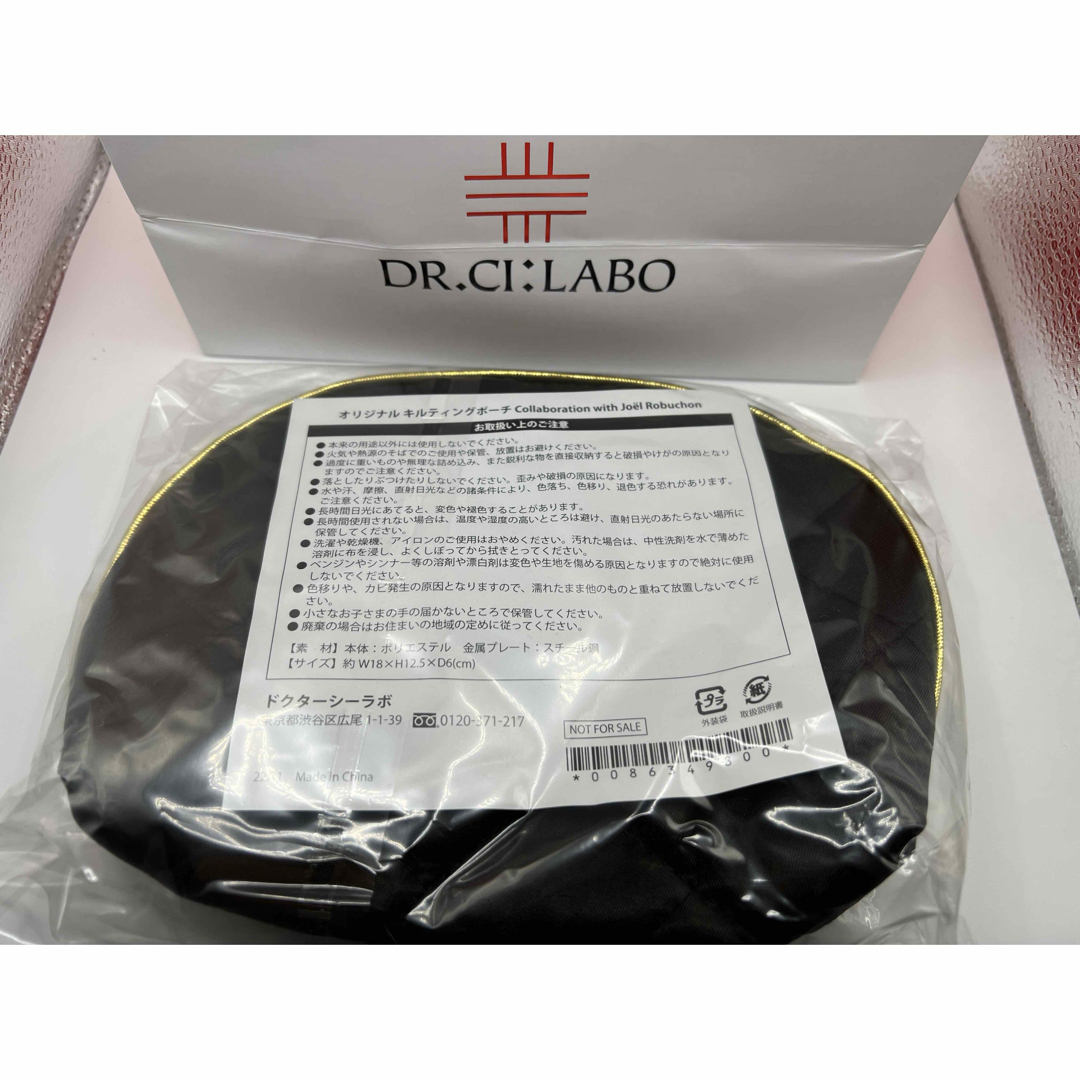 DR.CI:LABO
オリジナル キルティングポーチ Collaboration with Joël Robuchon
お取扱い上のご注意
●本来の用途以外には使用しないでください。
●火気や熱源のそばでのご使用や保管、放置はお避けください。
●過度に重いものや無理な詰め込み、また鋭利な物を直接収納すると破損やけがの原因となり
ますのでご注意ください。
●落としたりぶつけたりしないでください。歪みや破損の原因になります。
●水や汗、摩擦、直射日光などの諸条件により、色落ち、色移り、退色する恐れがあります。
ご注意ください。
●長時間日光にあてると、変色や褪色することがあります。
●長時間使用されない場合は、温度や湿度の高いところは避け、直射日光のあたらない場所に
保管してください。
●洗濯や乾燥機、アイロンのご使用はおやめください。汚れた場合は、中性洗剤を水で薄めた
溶剤に布を浸し、よくしぼってから拭きとってください。
●ベンジンやシンナー等の溶剤や漂白剤は変色や生地を傷める原因となりますので絶対に使用
しないでください。
●色移りや、カビ発生の原因となりますので、濡れたまま他のものと重ねて放置しないでくだ
さい。
●小さなお子さまの手の届かないところで保管してください。
●廃棄の場合はお住まいの地域の定めに従ってください。
【素 材】本体：ポリエステル 金属プレート：スチール鋼
【サイズ】約 W18×H12.5×D6(cm)
ドクターシーラボ
東京都渋谷区広尾 1-1-39 0120-371-217
プラ
外装袋
紙
取扱説明書
NOT FOR SALE
*0086349300*
Made in China